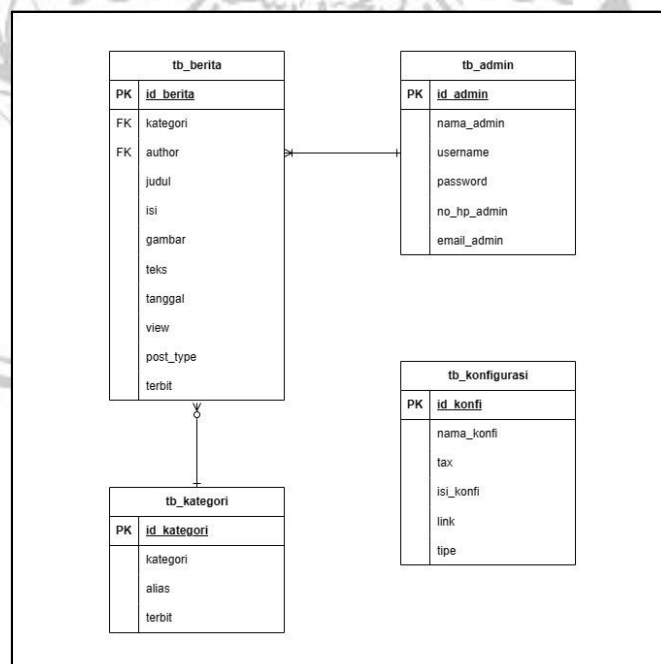 tb_berita
PK id_berita
FK kategori
FK author
judul
isi
gambar
teks
tanggal
view
post_type
terbit
tb_admin
PK id_admin
nama_admin
username
password
no_hp_admin
email_admin
tb_konfigurasi
PK id_konfi
nama_konfi
tax
isi_konfi
link
tipe
tb_kategori
PK id_kategori
kategori
alias
terbit